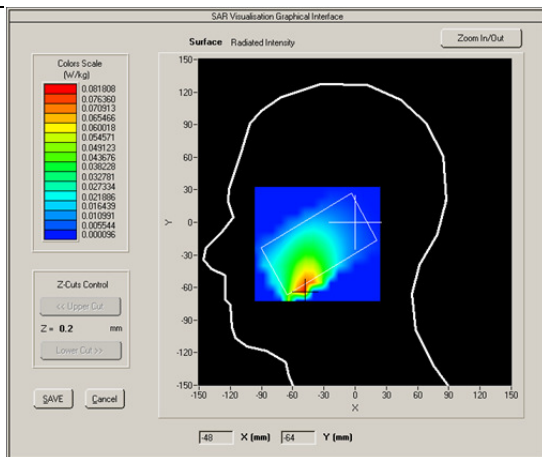 SAR Visualisation Graphical Interface
Surface Radiated Intensity
Zoom In/Out
Colors Scale
(W/kg)
0.081808
0.076360
0.070913
0.065466
0.060018
0.054571
0.049123
0.043676
0.038228
0.032781
0.027334
0.021886
0.016439
0.010991
0.005544
0.000096
Z-Cuts Control
<< Upper Cut
Z = 0.2 mm
Lower Cut >>
SAVE Cancel
150
120
90
60
30
0
-30
-60
-90
-120
-150
Y
-150 -120 -90 -60 -30 0 30 60 90 120 150
X
-48 X (mm) -64 Y (mm)